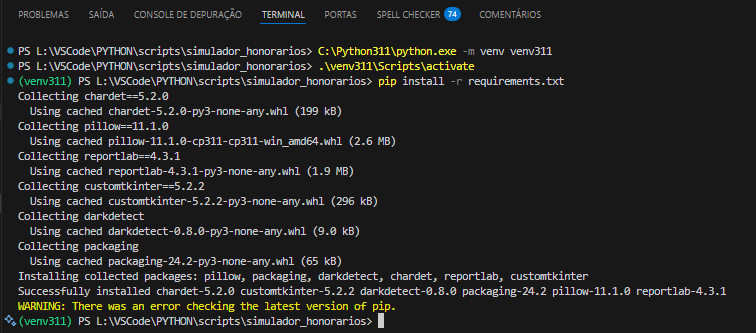 PROBLEMAS SAÍDA CONSOLE DE DEPURAÇÃO TERMINAL PORTAS SPELL CHECKER 74 COMENTÁRIOS
PS L:\VSCode\PYTHON\scripts\simulador_honorarios> C:\Python311\python.exe -m venv venv311
PS L:\VSCode\PYTHON\scripts\simulador_honorarios> .\venv311\Scripts\activate
(venv311) PS L:\VSCode\PYTHON\scripts\simulador_honorarios> pip install -r requirements.txt
Collecting chardet==5.2.0
  Using cached chardet-5.2.0-py3-none-any.whl (199 kB)
Collecting pillow==11.1.0
  Using cached pillow-11.1.0-cp311-cp311-win_amd64.whl (2.6 MB)
Collecting reportlab==4.3.1
  Using cached reportlab-4.3.1-py3-none-any.whl (1.9 MB)
Collecting customtkinter==5.2.2
  Using cached customtkinter-5.2.2-py3-none-any.whl (296 kB)
Collecting darkdetect
  Using cached darkdetect-0.8.0-py3-none-any.whl (9.0 kB)
Collecting packaging
  Using cached packaging-24.2-py3-none-any.whl (65 kB)
Installing collected packages: pillow, packaging, darkdetect, chardet, reportlab, customtkinter
Successfully installed chardet-5.2.0 customtkinter-5.2.2 darkdetect-0.8.0 packaging-24.2 pillow-11.1.0 reportlab-4.3.1
WARNING: There was an error checking the latest version of pip.
(venv311) PS L:\VSCode\PYTHON\scripts\simulador_honorarios>